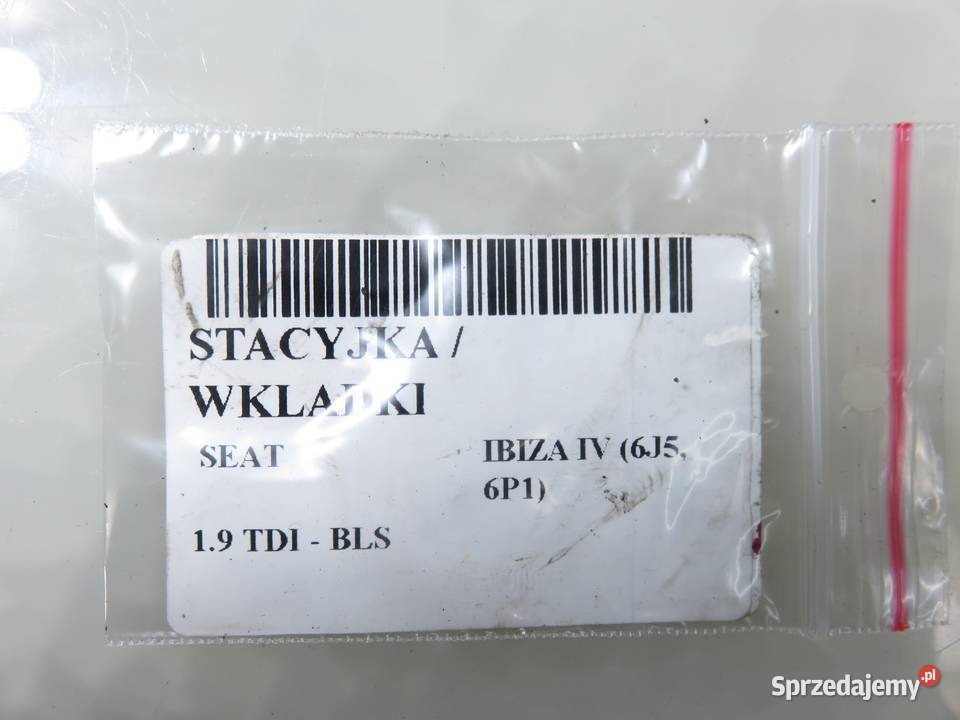 STACYJKA /
WKLADKI
SEAT IBIZA IV (6J5,
6P1)
1.9 TDI - BLS
Sprzedajemy.pl